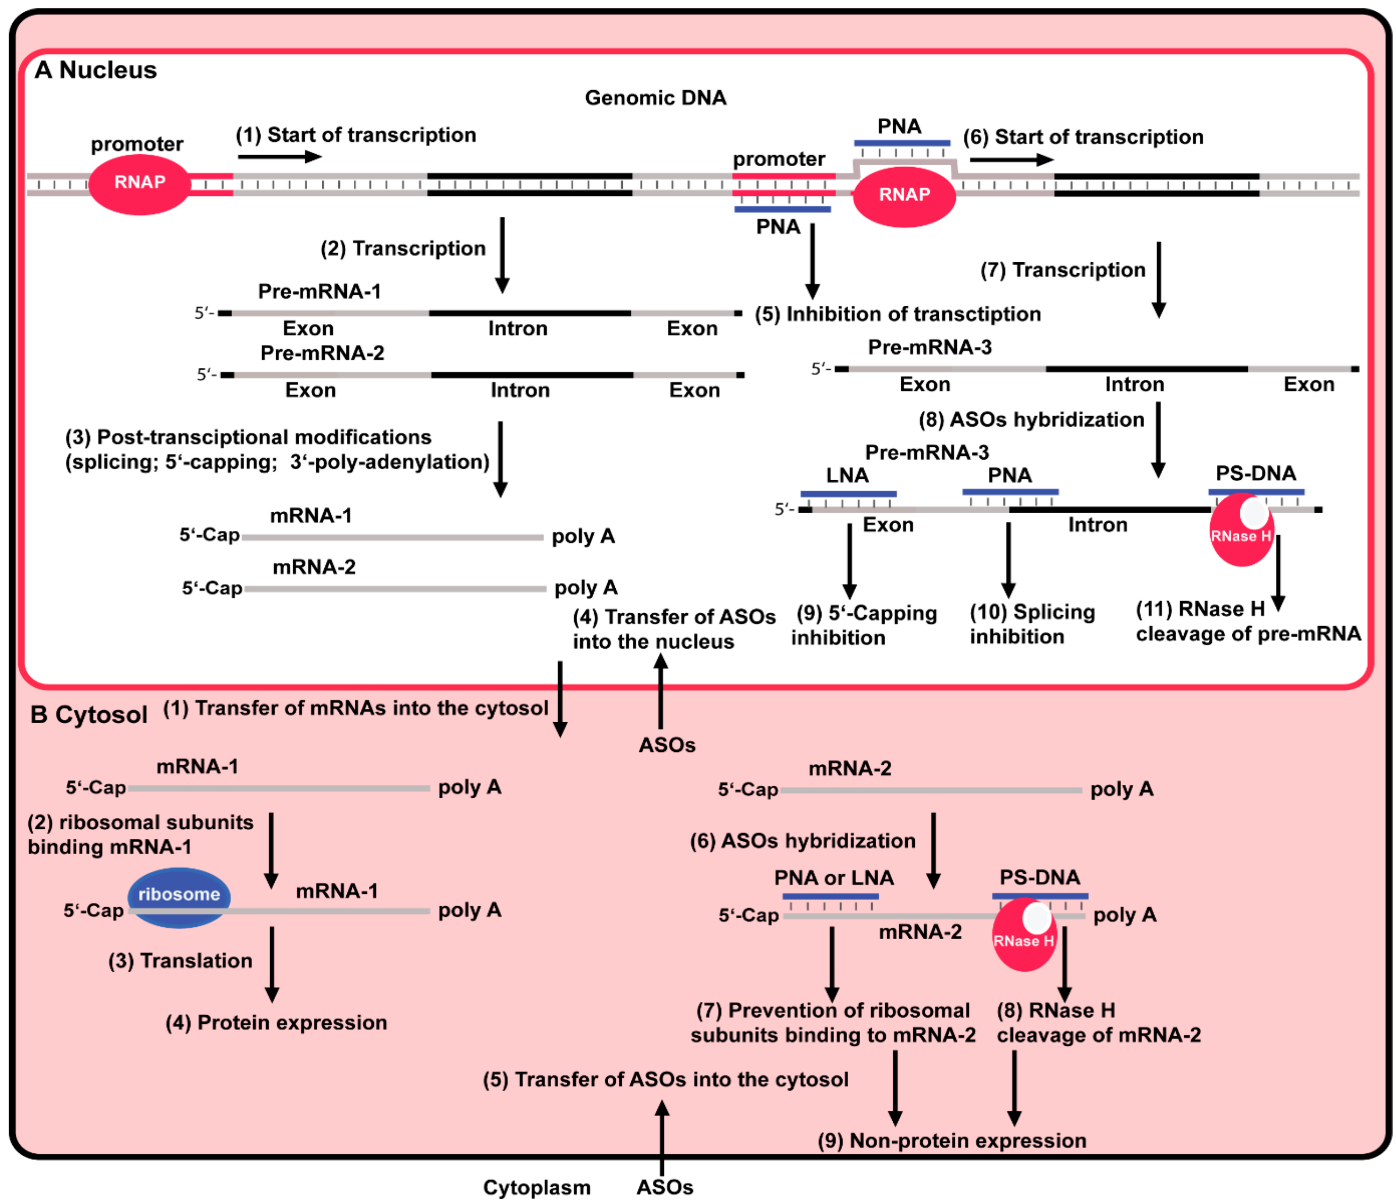 A Nucleus
Genomic DNA
promoter
(1) Start of transcription
RNAP
promoter
PNA
PNA
RNAP
(6) Start of transcription
(2) Transcription
Pre-mRNA-1
5‘-
Exon
Intron
Exon
Pre-mRNA-2
5‘-
Exon
Intron
Exon
(5) Inhibition of transctiption
(7) Transcription
Pre-mRNA-3
5‘-
Exon
Intron
Exon
(3) Post-transciptional modifications
(splicing; 5‘-capping; 3‘-poly-adenylation)
mRNA-1
5‘-Cap
poly A
mRNA-2
5‘-Cap
poly A
(8) ASOs hybridization
Pre-mRNA-3
LNA
PNA
PS-DNA
5‘-
Exon
Intron
RNase H
(9) 5‘-Capping
inhibition
(10) Splicing
inhibition
(11) RNase H
cleavage of pre-mRNA
(4) Transfer of ASOs
into the nucleus
B Cytosol
(1) Transfer of mRNAs into the cytosol
ASOs
mRNA-1
5‘-Cap
poly A
(2) ribosomal subunits
binding mRNA-1
ribosome
mRNA-1
5‘-Cap
poly A
(3) Translation
(4) Protein expression
mRNA-2
5‘-Cap
poly A
(6) ASOs hybridization
PNA or LNA
PS-DNA
5‘-Cap
poly A
mRNA-2
RNase H
(7) Prevention of ribosomal
subunits binding to mRNA-2
(8) RNase H
cleavage of mRNA-2
(5) Transfer of ASOs into the cytosol
(9) Non-protein expression
Cytoplasm
ASOs